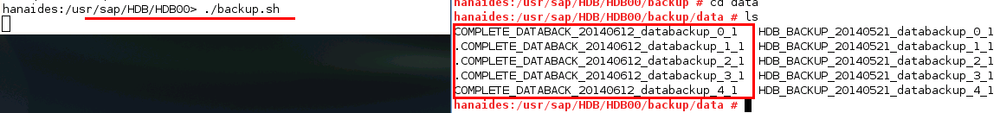 hanaides:/usr/sap/HDB/HDB00> ./backup.sh
hanaides:/usr/sap/HDB/HDB00/backup # cd data
hanaides:/usr/sap/HDB/HDB00/backup/data # ls
COMPLETE_DATABACK_20140612_databackup_0_1 HDB_BACKUP_20140521_databackup_0_1
.COMPLETE_DATABACK_20140612_databackup_1_1 HDB_BACKUP_20140521_databackup_1_1
.COMPLETE_DATABACK_20140612_databackup_2_1 HDB_BACKUP_20140521_databackup_2_1
.COMPLETE_DATABACK_20140612_databackup_3_1 HDB_BACKUP_20140521_databackup_3_1
COMPLETE_DATABACK_20140612_databackup_4_1 HDB_BACKUP_20140521_databackup_4_1
hanaides:/usr/sap/HDB/HDB00/backup/data #